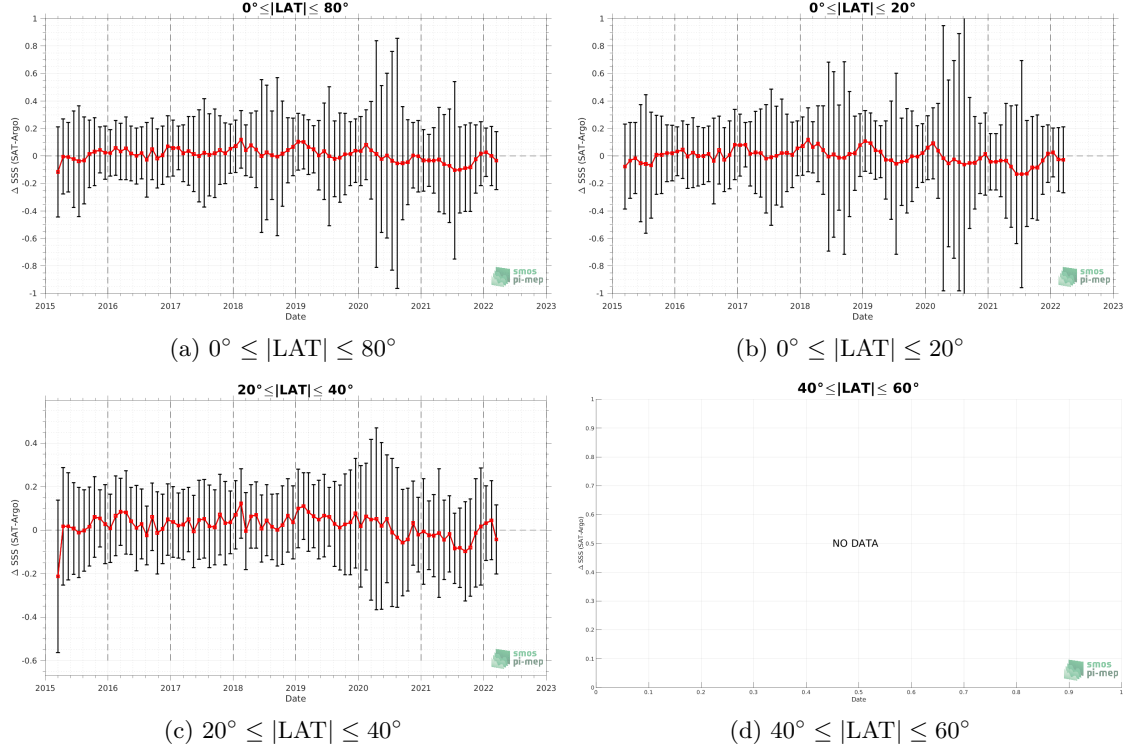 0°≤|LAT|≤ 80°
1
0.8
0.6
0.4
0.2
0
-0.2
-0.4
-0.6
-0.8
-1
Δ SSS (SAT-Argo)
2015 2016 2017 2018 2019 2020 2021 2022 2023
Date
smos
pi-mep
(a) 0° ≤ |LAT| ≤ 80°
0°≤|LAT|≤ 20°
1
0.8
0.6
0.4
0.2
0
-0.2
-0.4
-0.6
-0.8
-1
Δ SSS (SAT-Argo)
2015 2016 2017 2018 2019 2020 2021 2022 2023
Date
smos
pi-mep
(b) 0° ≤ |LAT| ≤ 20°
20°≤|LAT|≤ 40°
0.4
0.2
0
-0.2
-0.4
-0.6
Δ SSS (SAT-Argo)
2015 2016 2017 2018 2019 2020 2021 2022 2023
Date
smos
pi-mep
(c) 20° ≤ |LAT| ≤ 40°
40°≤|LAT|≤ 60°
1
0.9
0.8
0.7
0.6
0.5
0.4
0.3
0.2
0.1
0
Δ SSS (SAT-Argo)
NO DATA
0 0.1 0.2 0.3 0.4 0.5 0.6 0.7 0.8 0.9 1
Date
smos
pi-mep
(d) 40° ≤ |LAT| ≤ 60°